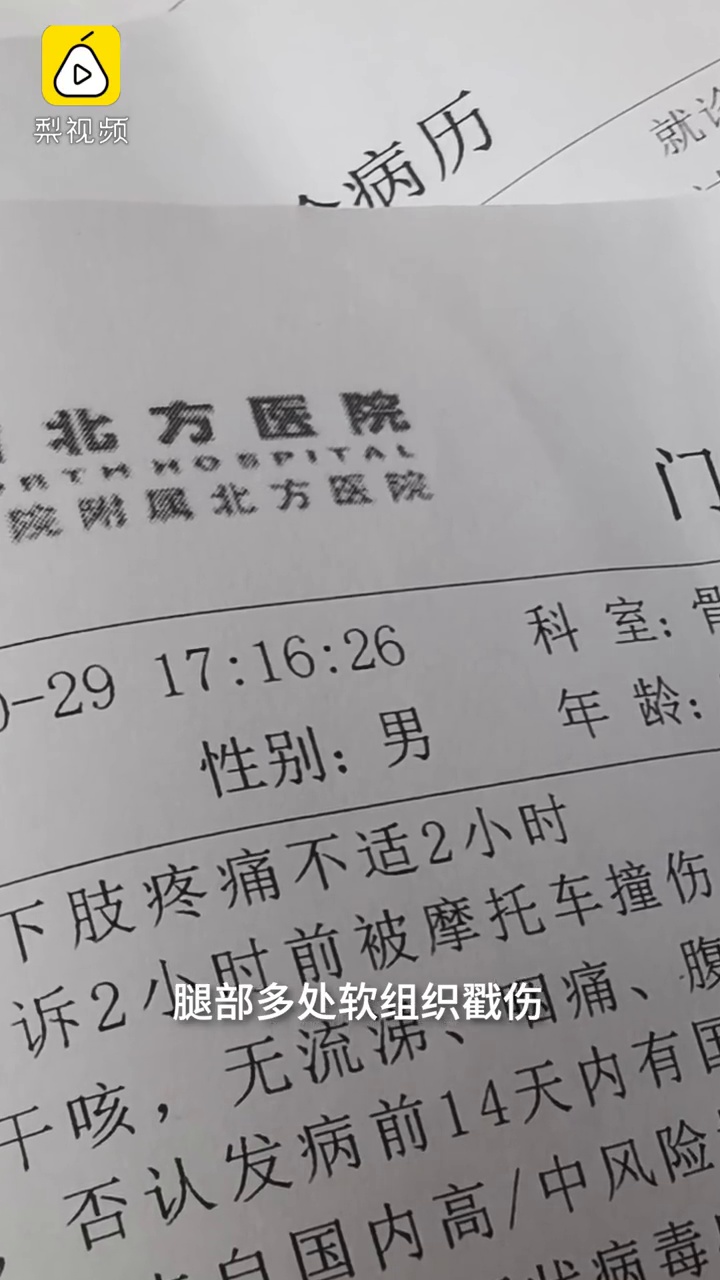 梨视频
病历
就诊
北方医院
RTH HOSPITAL
院附属北方医院
门
-29 17:16:26
科 室: 骨
性别: 男
年 龄:
下肢疼痛不适2小时
诉2小时前被摩托车撞伤
腿部多处软组织戳伤
干咳, 无流涕、咽痛、腹
否认发病前14天内有国
自国内高/中风险
病毒